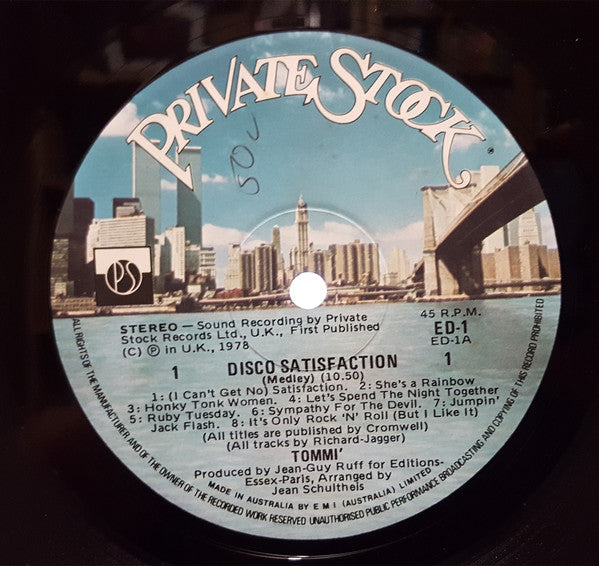 PRIVATE STOCK
50c
PS
STEREO — Sound Recording by Private
Stock Records Ltd., U.K., First Published
(C) Ⓟ in U.K., 1978
45 R.P.M.
ED-1
ED-1A
1
DISCO SATISFACTION
1
(Medley) (10.50)
1: (I Can't Get No) Satisfaction. 2: She's a Rainbow
3: Honky Tonk Women. 4: Let's Spend The Night Together
5: Ruby Tuesday. 6: Sympathy For The Devil. 7: Jumpin'
Jack Flash. 8: It's Only Rock 'N' Roll (But I Like It)
(All titles are published by Cromwell)
(All tracks by Richard-Jagger)
TOMMI'
Produced by Jean-Guy Ruff for Editions-
Essex-Paris, Arranged by
Jean Schultheis
MADE IN AUSTRALIA BY E M I (AUSTRALIA) LIMITED
ALL RIGHTS OF THE MANUFACTURER AND OF THE OWNER OF THE RECORDED WORK RESERVED UNAUTHORISED PUBLIC PERFORMANCE BROADCASTING AND COPYING OF THIS RECORD PROHIBITED